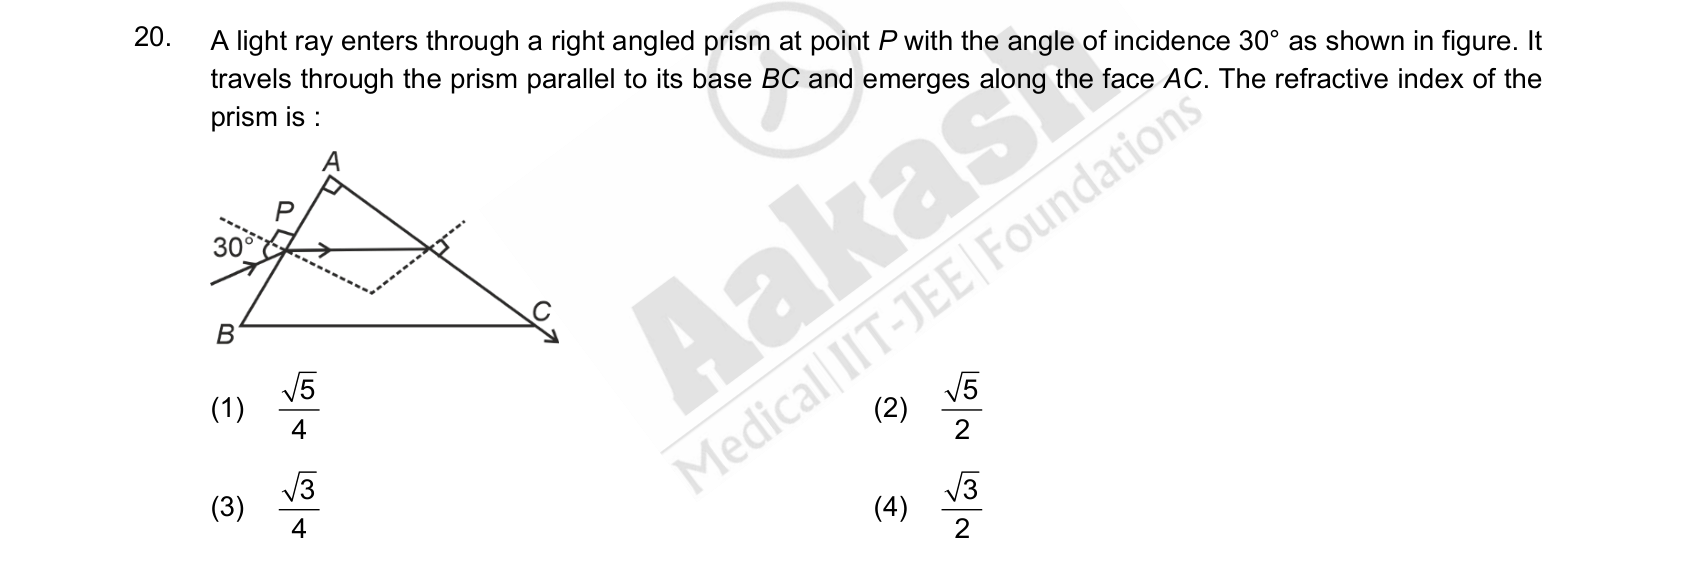 20. A light ray enters through a right angled prism at point P with the angle of incidence 30° as shown in figure. It
travels through the prism parallel to its base BC and emerges along the face AC. The refractive index of the
prism is :
A
P
30°
B
C
(1) √5/4
(2) √5/2
(3) √3/4
(4) √3/2
Aakash
Medical|IIT-JEE|Foundations